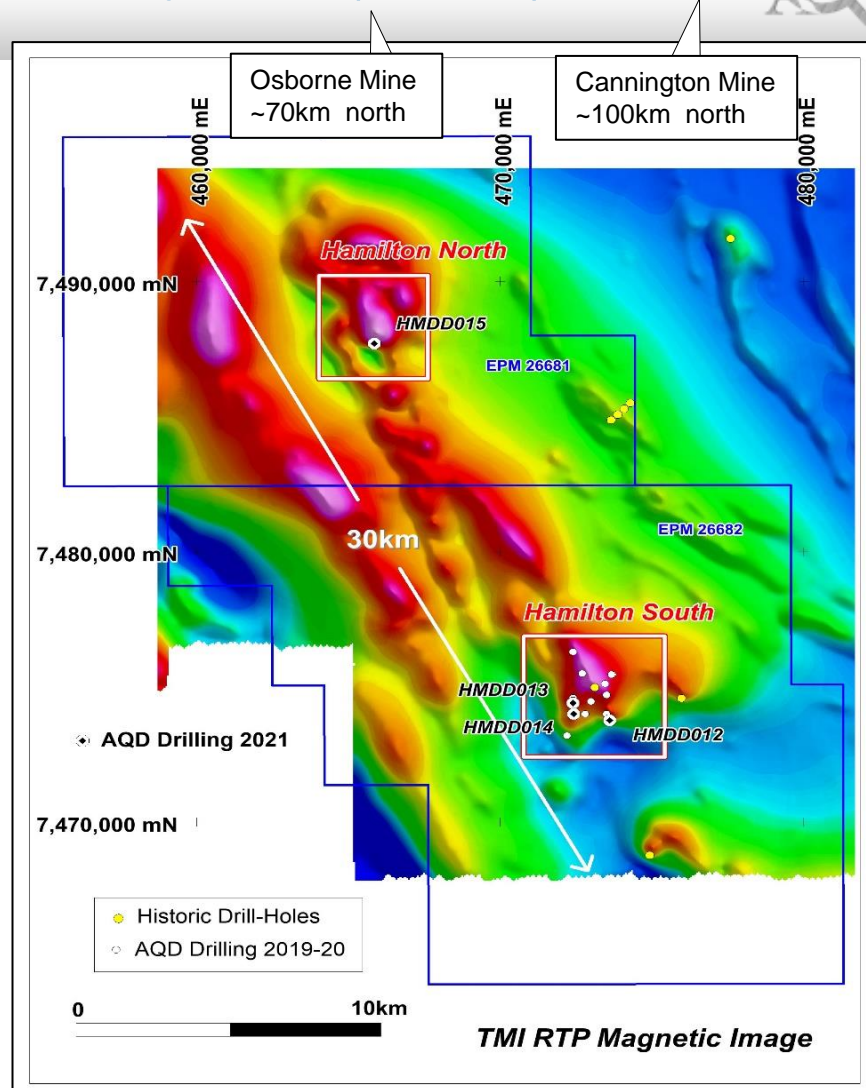 Osborne Mine
~70km north
Cannington Mine
~100km north
460,000 mE
470,000 mE
480,000 mE
Hamilton North
7,490,000 mN
HMDD015
EPM 26681
EPM 26682
7,480,000 mN
30km
Hamilton South
HMDD013
HMDD014
HMDD012
AQD Drilling 2021
7,470,000 mN
Historic Drill-Holes
AQD Drilling 2019-20
0
10km
TMI RTP Magnetic Image